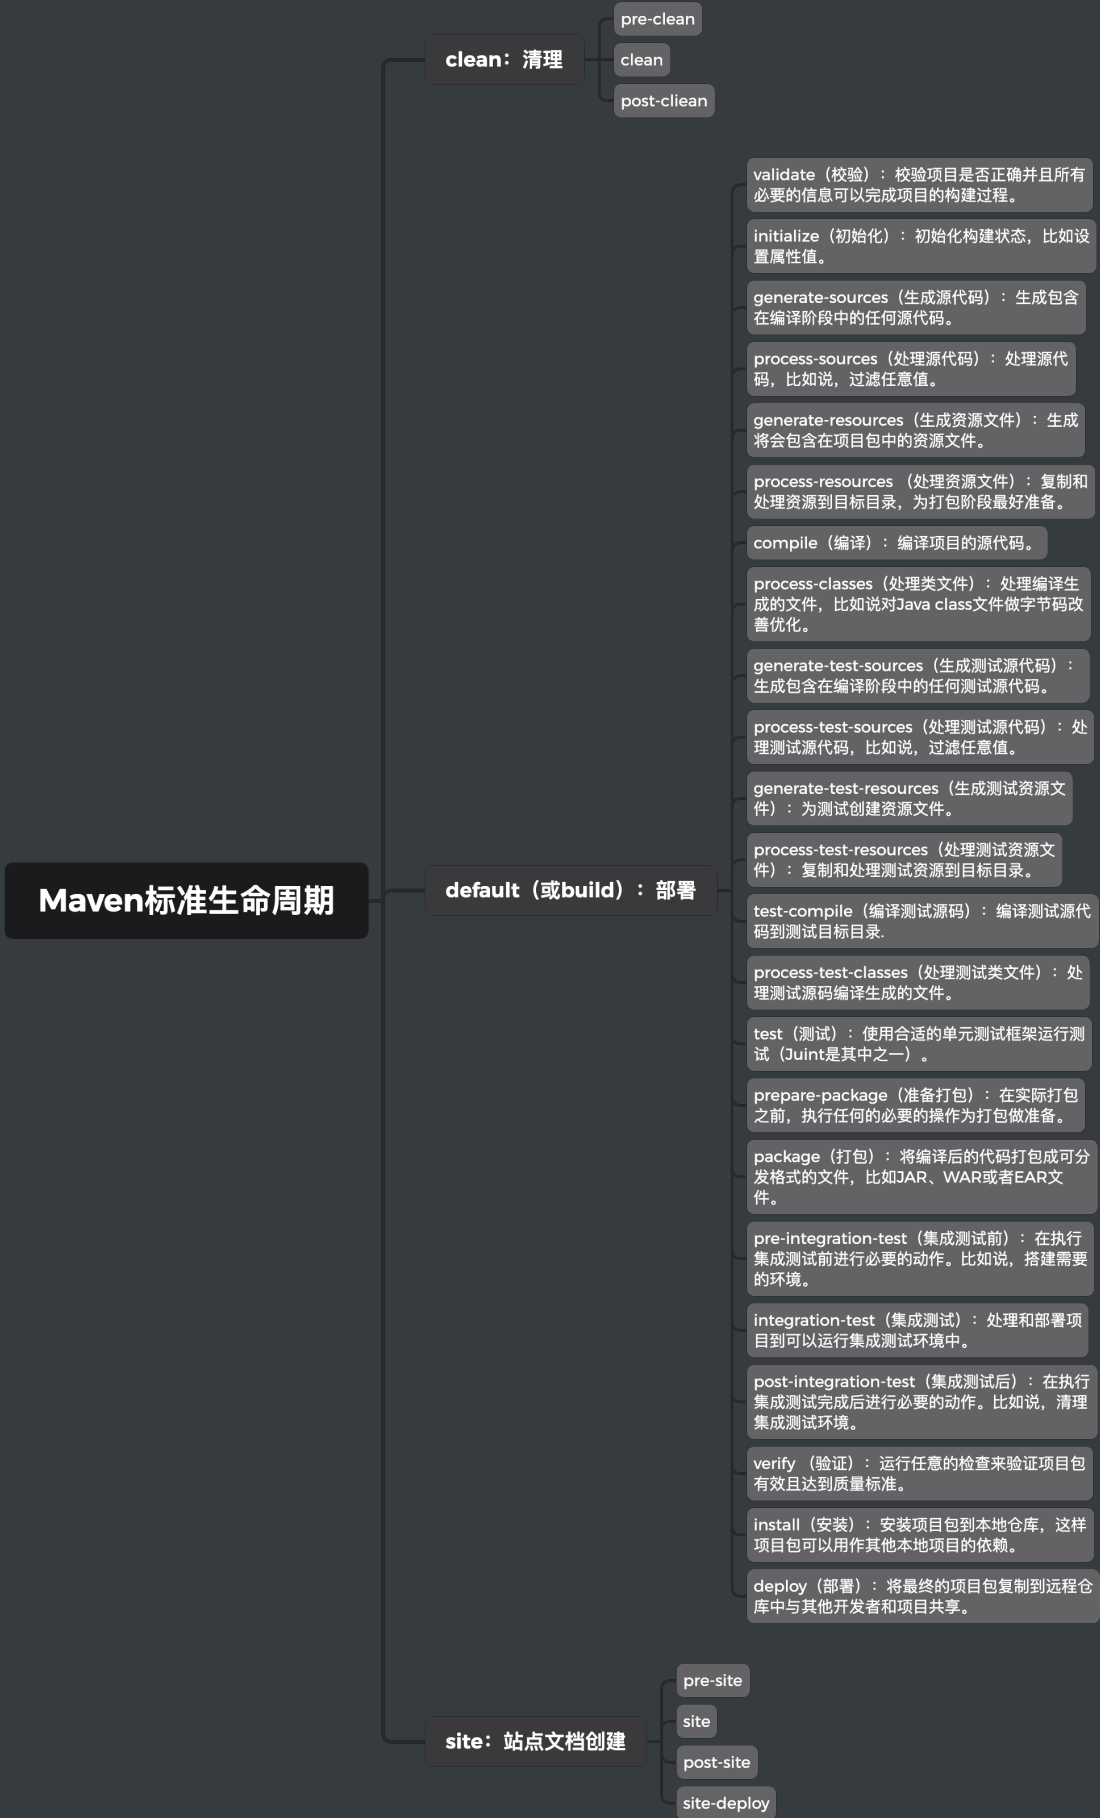 Maven标准生命周期
clean：清理
pre-clean
clean
post-cliean
default（或build）：部署
validate（校验）：校验项目是否正确并且所有
必要的信息可以完成项目的构建过程。
initialize（初始化）：初始化构建状态，比如设
置属性值。
generate-sources（生成源代码）：生成包含
在编译阶段中的任何源代码。
process-sources（处理源代码）：处理源代
码，比如说，过滤任意值。
generate-resources（生成资源文件）：生成
将会包含在项目包中的资源文件。
process-resources （处理资源文件）：复制和
处理资源到目标目录，为打包阶段最好准备。
compile（编译）：编译项目的源代码。
process-classes（处理类文件）：处理编译生
成的文件，比如说对Java class文件做字节码改
善优化。
generate-test-sources（生成测试源代码）：
生成包含在编译阶段中的任何测试源代码。
process-test-sources（处理测试源代码）：处
理测试源代码，比如说，过滤任意值。
generate-test-resources（生成测试资源文
件）：为测试创建资源文件。
process-test-resources（处理测试资源文
件）：复制和处理测试资源到目标目录。
test-compile（编译测试源码）：编译测试源代
码到测试目标目录.
process-test-classes（处理测试类文件）：处
理测试源码编译生成的文件。
test（测试）：使用合适的单元测试框架运行测
试（Juint是其中之一）。
prepare-package（准备打包）：在实际打包
之前，执行任何的必要的操作为打包做准备。
package（打包）：将编译后的代码打包成可分
发格式的文件，比如JAR、WAR或者EAR文
件。
pre-integration-test（集成测试前）：在执行
集成测试前进行必要的动作。比如说，搭建需要
的环境。
integration-test（集成测试）：处理和部署项
目到可以运行集成测试环境中。
post-integration-test（集成测试后）：在执行
集成测试完成后进行必要的动作。比如说，清理
集成测试环境。
verify （验证）：运行任意的检查来验证项目包
有效且达到质量标准。
install（安装）：安装项目包到本地仓库，这样
项目包可以用作其他本地项目的依赖。
deploy（部署）：将最终的项目包复制到远程仓
库中与其他开发者和项目共享。
site：站点文档创建
pre-site
site
post-site
site-deploy